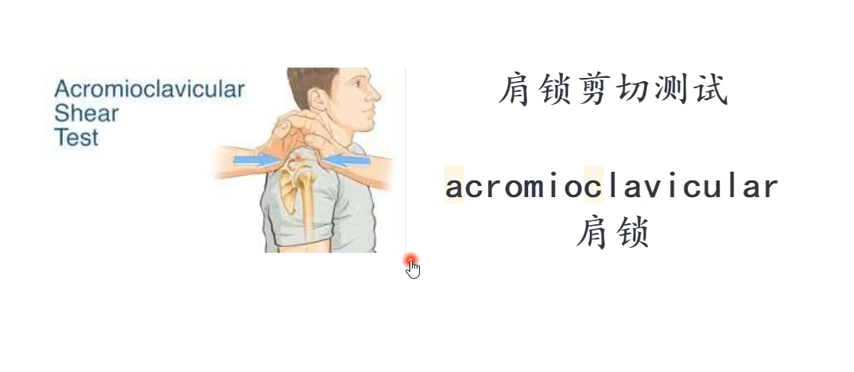 Acromioclavicular
Shear
Test
肩锁剪切测试
acromioclavicular
肩锁